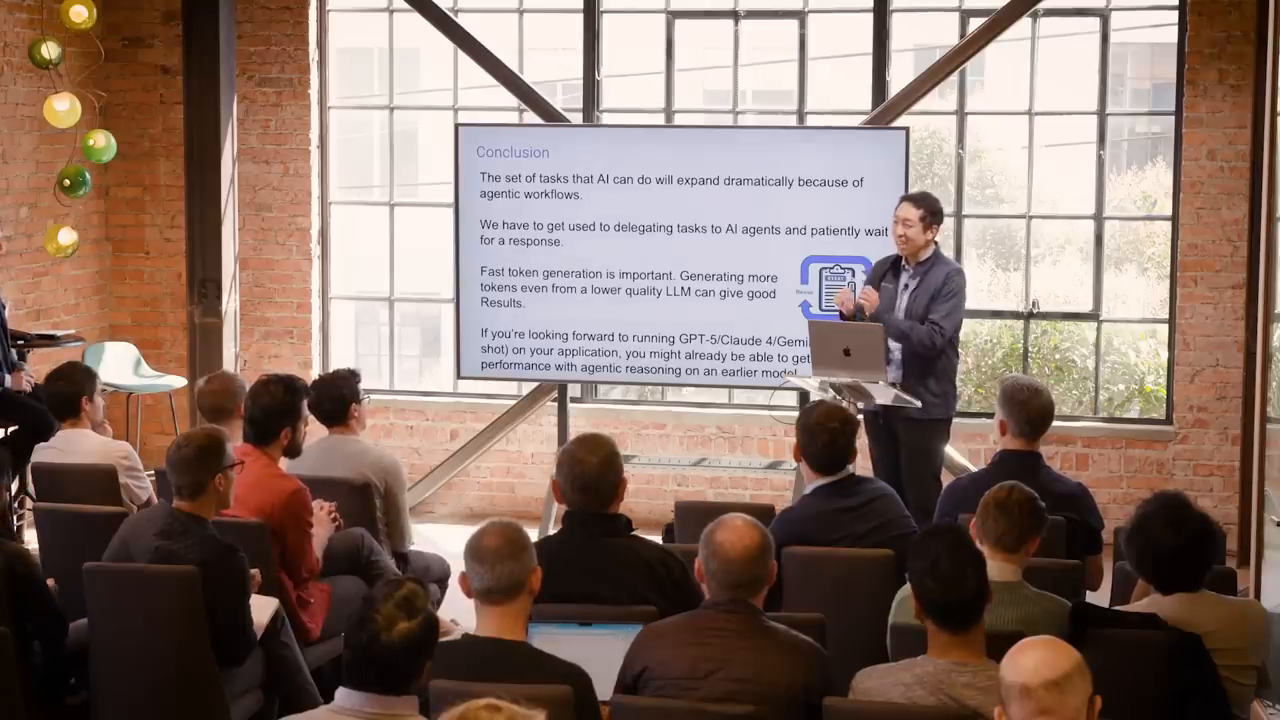 Conclusion
The set of tasks that AI can do will expand dramatically because of
agentic workflows.
We have to get used to delegating tasks to AI agents and patiently wait
for a response.
Fast token generation is important. Generating more
tokens even from a lower quality LLM can give good
Results.
ESSAY
If you're looking forward to running GPT-5/Claude 4/Gemi
shot) on your application, you might already be able to get
performance with agentic reasoning on an earlier model